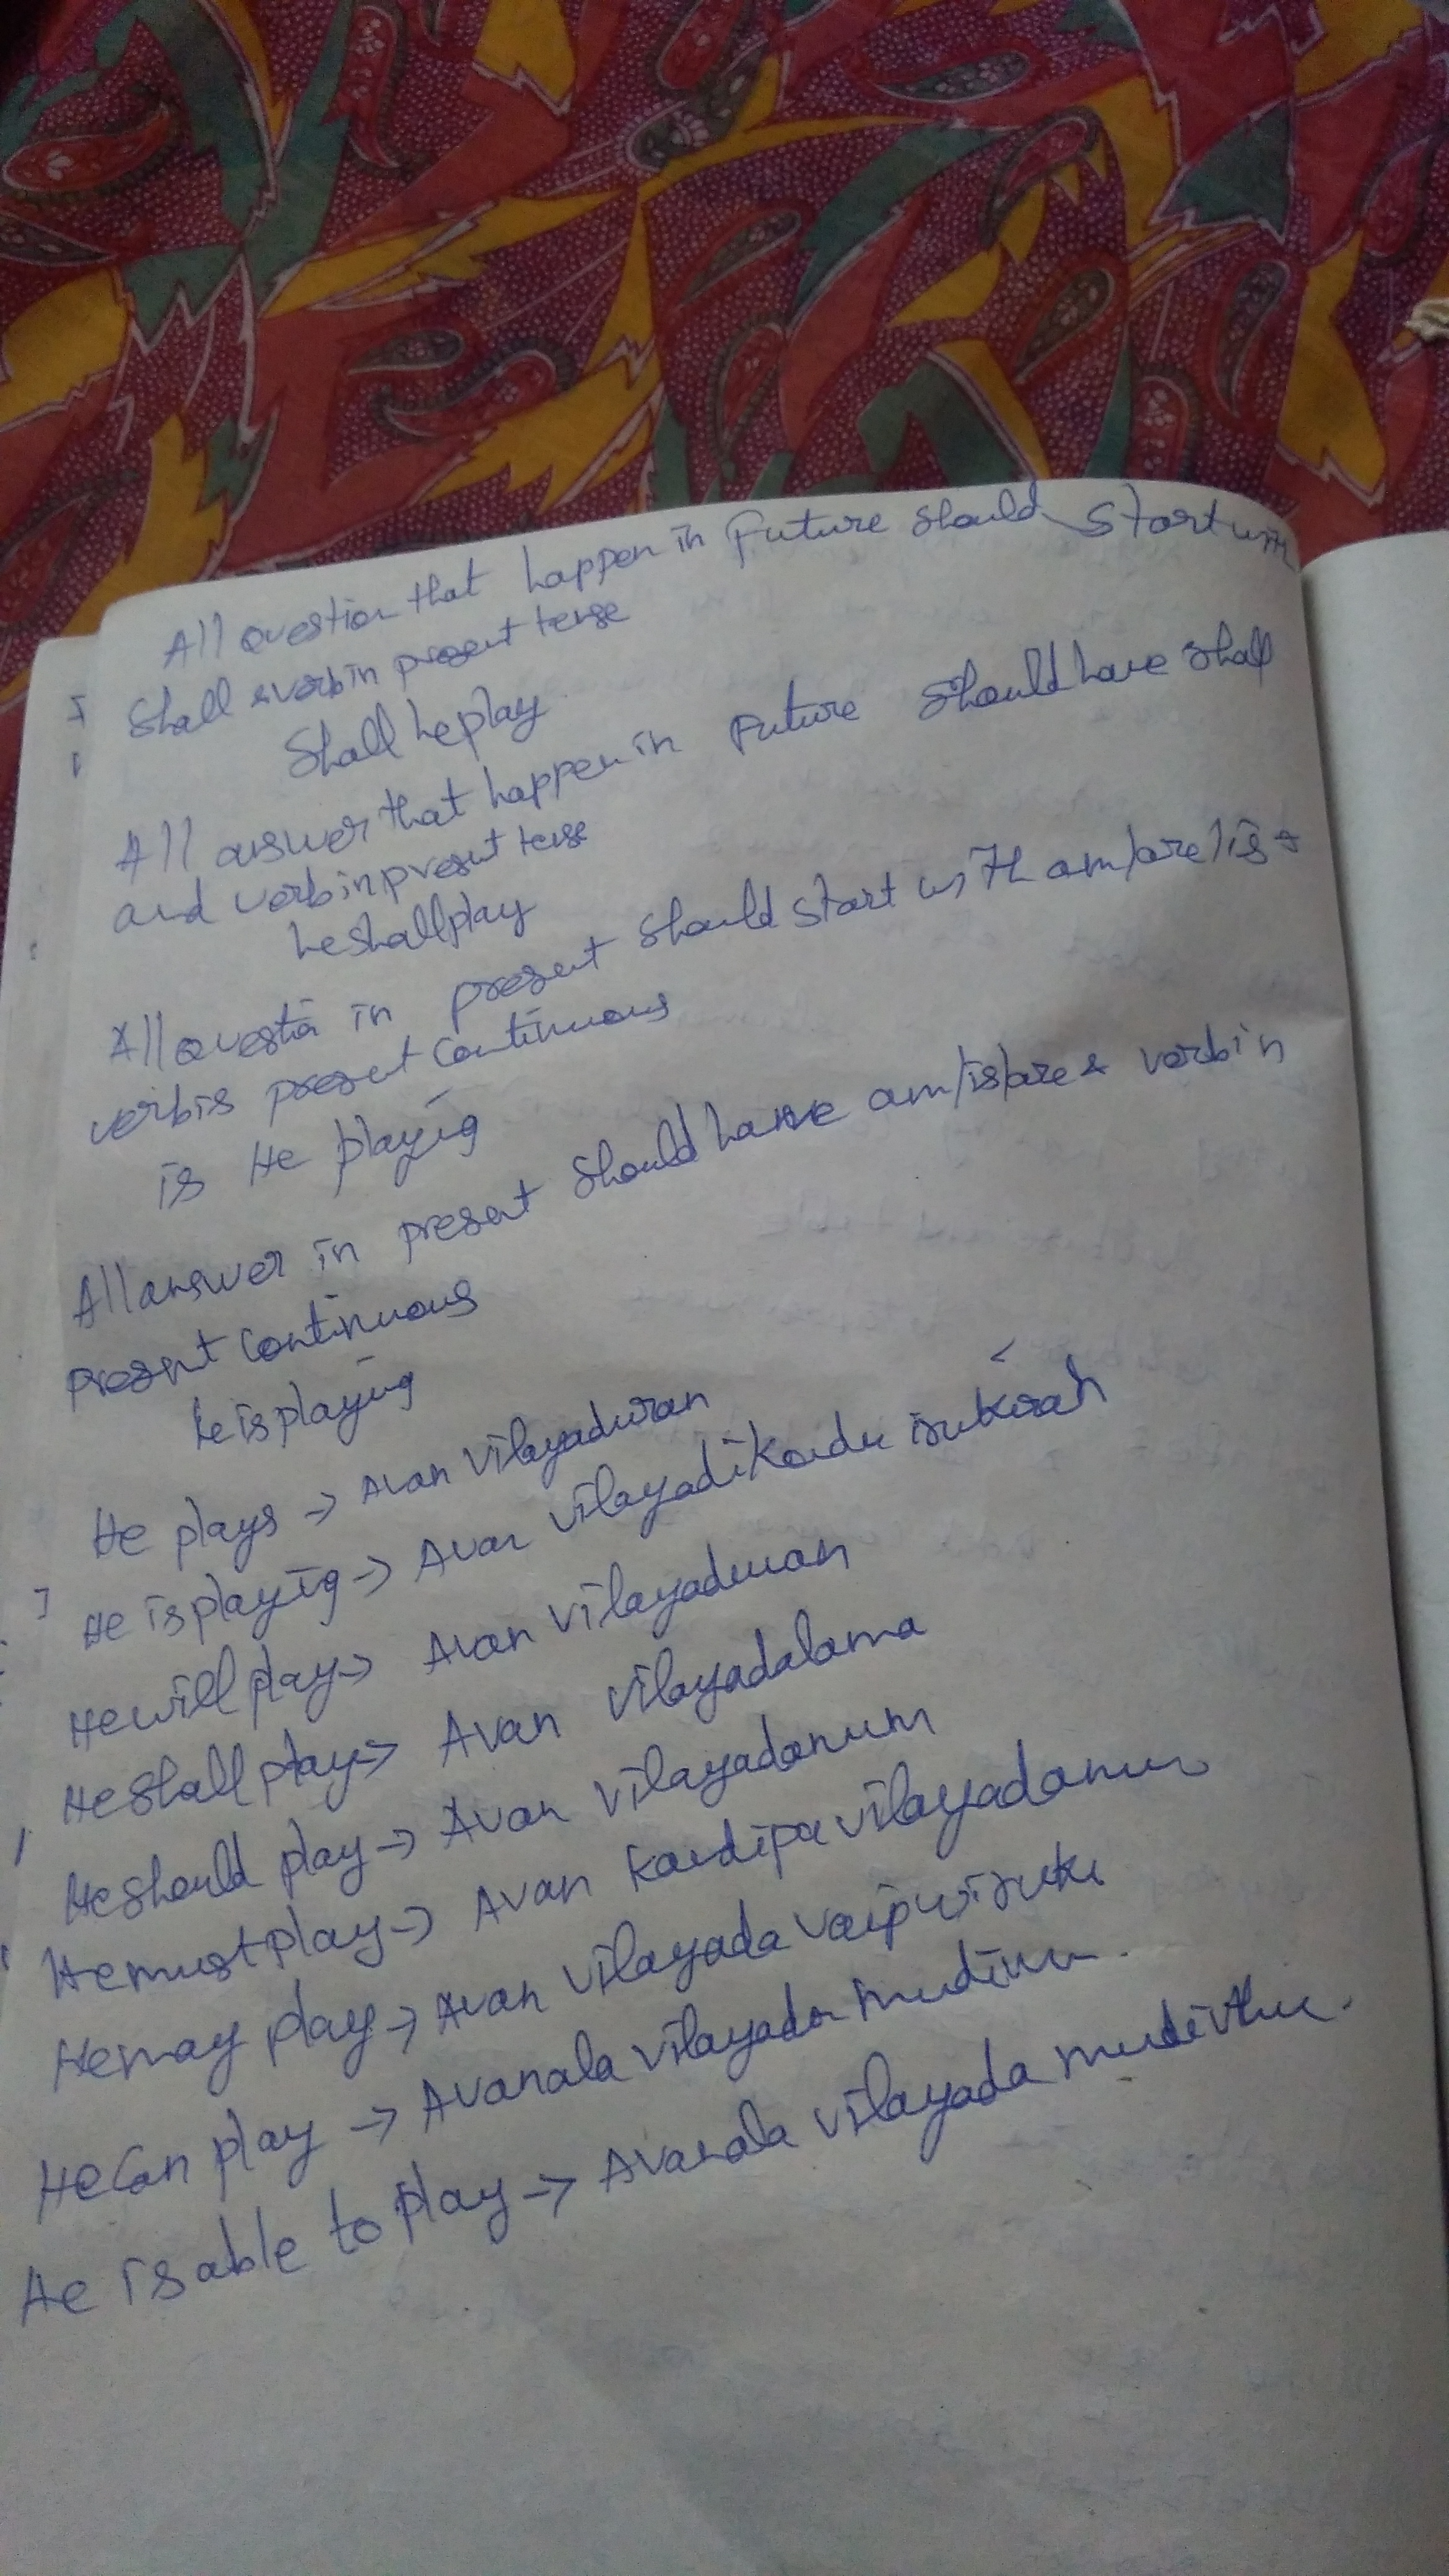 All question that happen in Future should start with
Shall & verb in present tense
Shall he play
All answer that happen in Future should have shall
and verb in present tense
he shall play
All questin in present should start with am/are/is &
verb is present continuous
is He playing
All answer in present should have am/is/are & verb in
present continuous
He is playing
He plays → Avan vilayaduran
He is playing → Avan vilayadikondu irukirah
He will play → Avan vilayaduvan
He shall play → Avan vilayadalama
He should play → Avan vilayadanum
He must play → Avan Kandipa vilayadanum
He may play → Avan vilayada vaipu iruku
He Can play → Avanala vilayada mudium.
He is able to play → Avanala vilayada mudivthu.